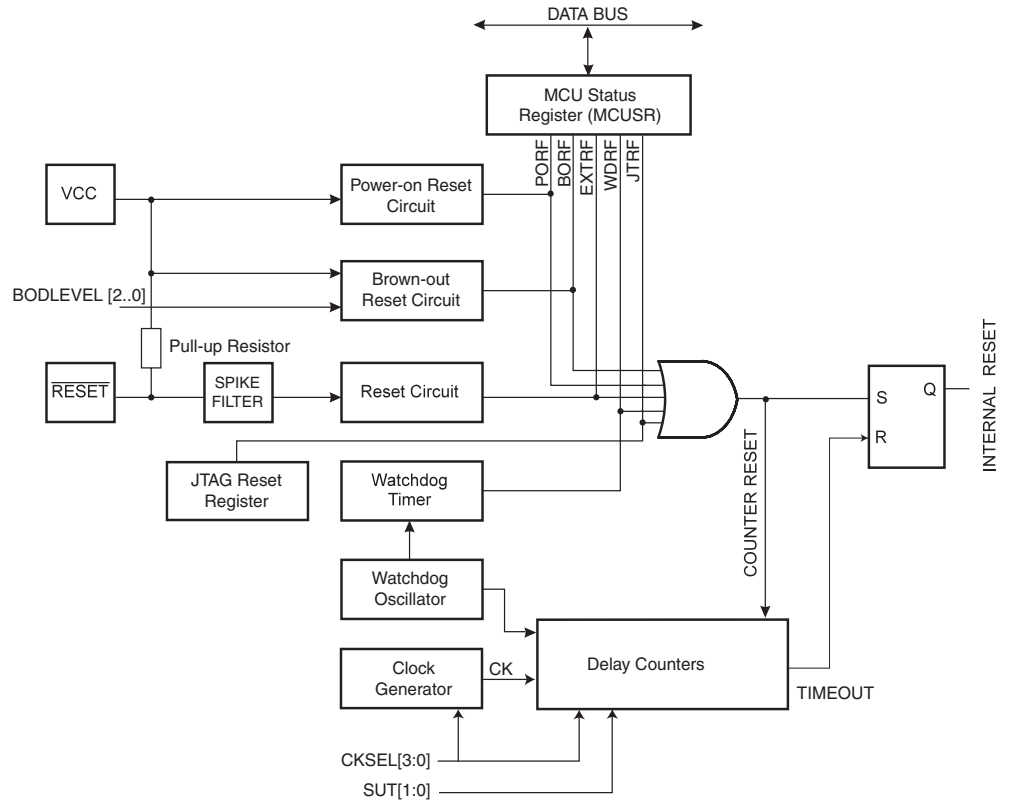 DATA BUS
MCU Status
Register (MCUSR)
PORF
BORF
EXTRF
WDRF
JTRF
VCC
Power-on Reset
Circuit
Brown-out
Reset Circuit
BODLEVEL [2..0]
Pull-up Resistor
RESET
SPIKE
FILTER
Reset Circuit
JTAG Reset
Register
Watchdog
Timer
Watchdog
Oscillator
Clock
Generator
CK
CKSEL[3:0]
SUT[1:0]
Delay Counters
COUNTER RESET
TIMEOUT
S
R
Q
INTERNAL RESET